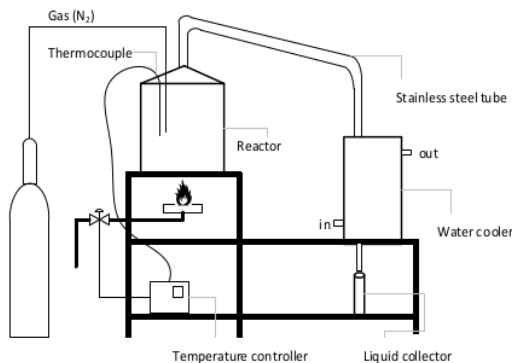 Gas (N₂)
Thermocouple
Stainless steel tube
Reactor
out
in
Water cooler
Temperature controller
Liquid collector